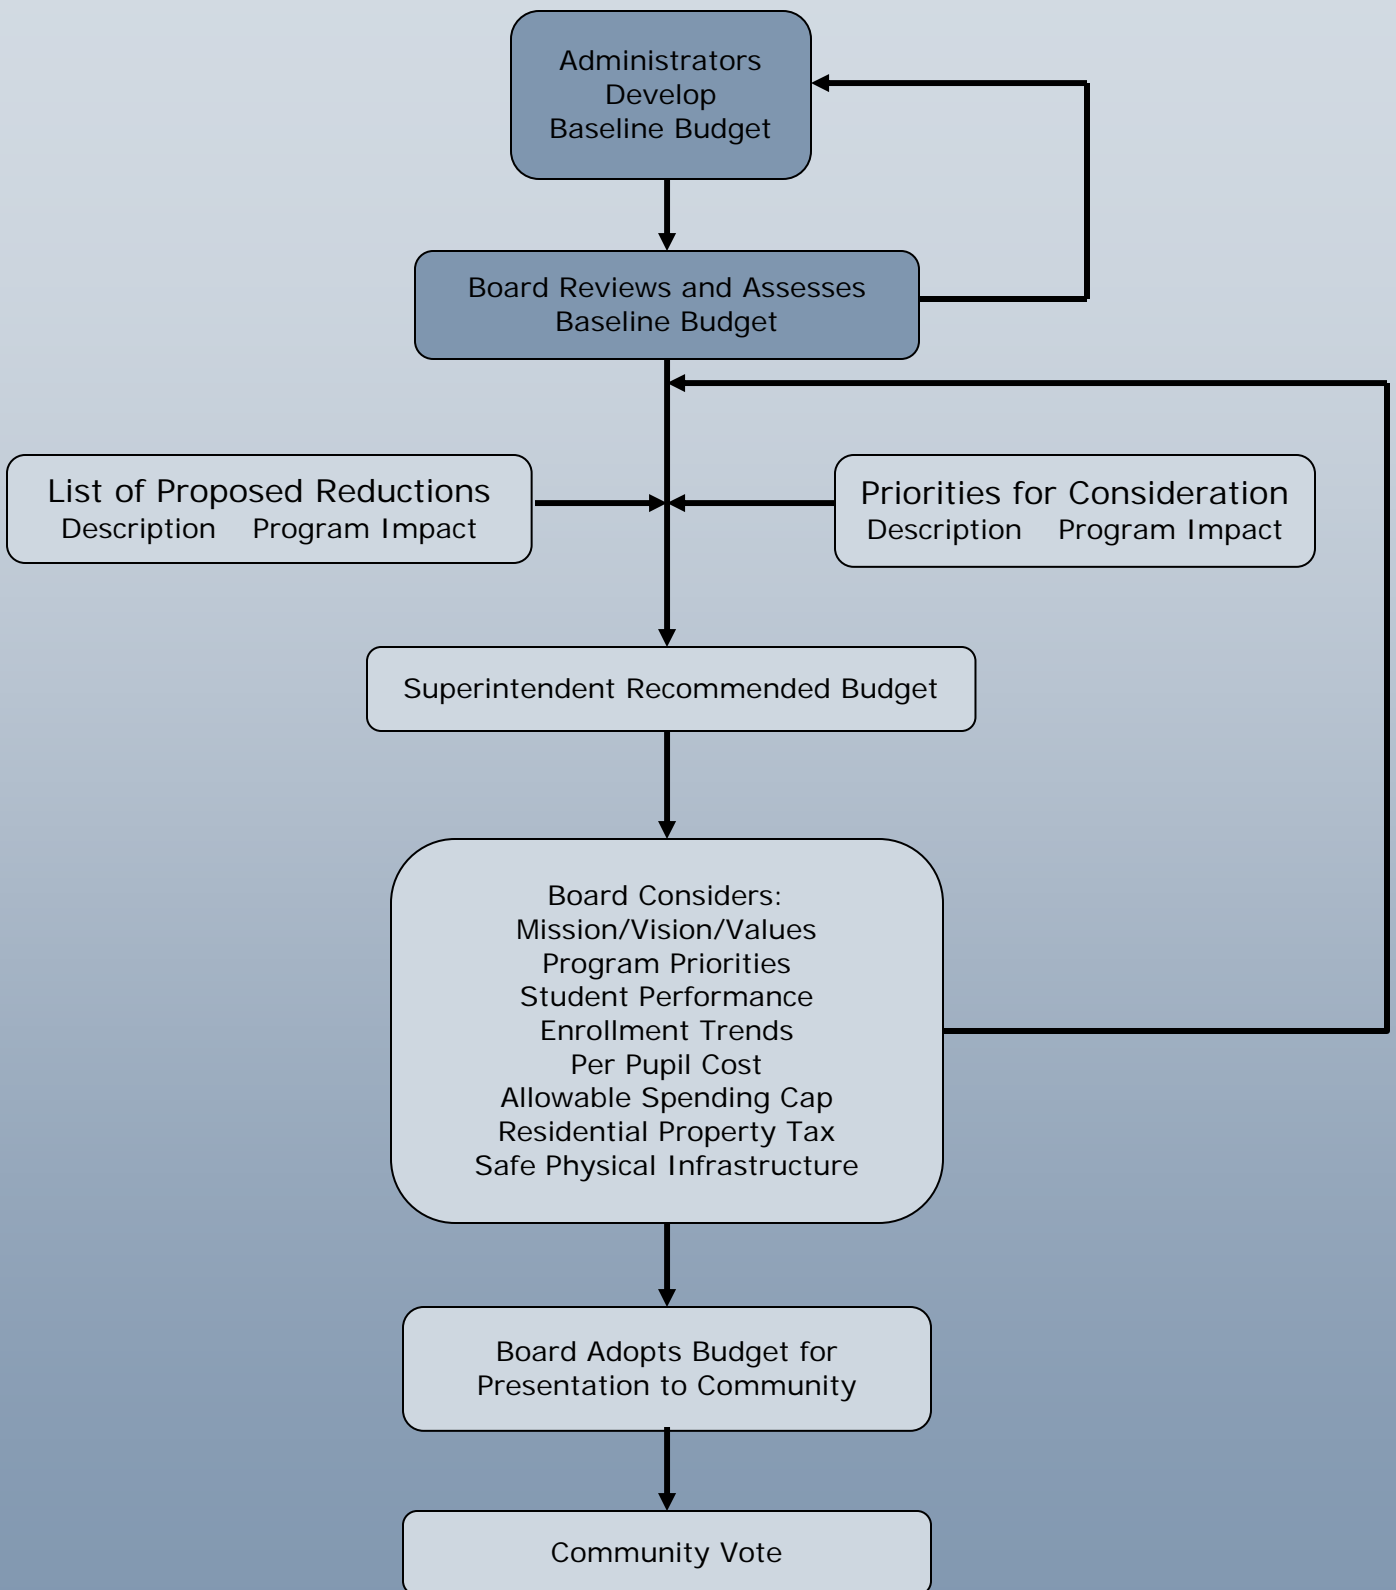 Administrators
Develop
Baseline Budget
Board Reviews and Assesses
Baseline Budget
List of Proposed Reductions
Description Program Impact
Priorities for Consideration
Description Program Impact
Superintendent Recommended Budget
Board Considers:
Mission/Vision/Values
Program Priorities
Student Performance
Enrollment Trends
Per Pupil Cost
Allowable Spending Cap
Residential Property Tax
Safe Physical Infrastructure
Board Adopts Budget for
Presentation to Community
Community Vote